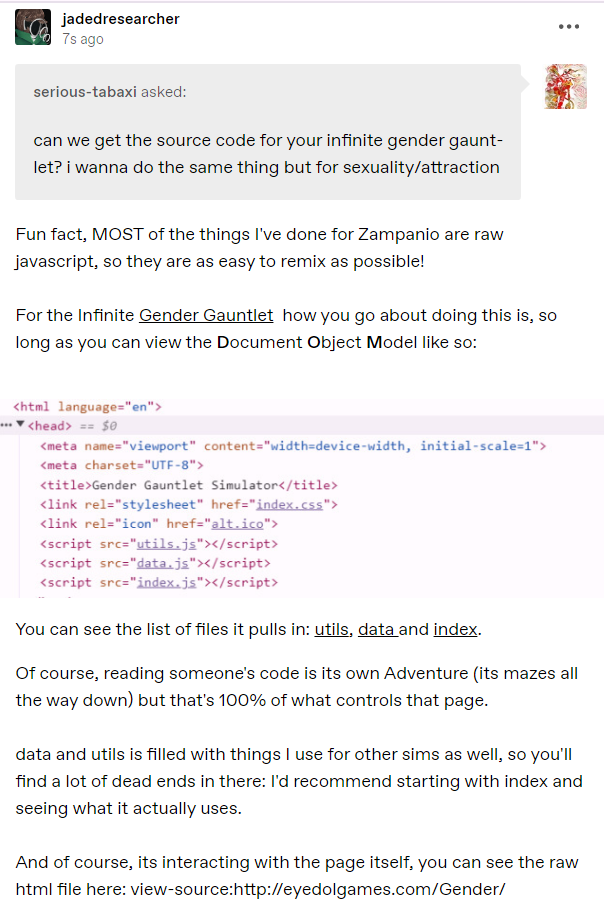 jadedresearcher
7s ago
serious-tabaxi asked:
can we get the source code for your infinite gender gaunt-
let? i wanna do the same thing but for sexuality/attraction
Fun fact, MOST of the things I've done for Zampanio are raw
javascript, so they are as easy to remix as possible!
For the Infinite Gender Gauntlet how you go about doing this is, so
long as you can view the Document Object Model like so:
<html language="en">
<head> == $0
<meta name="viewport" content="width=device-width, initial-scale=1">
<meta charset="UTF-8">
<title>Gender Gauntlet Simulator</title>
<link rel="stylesheet" href="index.css">
<link rel="icon" href="alt.ico">
<script src="utils.js"></script>
<script src="data.js"></script>
<script src="index.js"></script>
You can see the list of files it pulls in: utils, data and index.
Of course, reading someone's code is its own Adventure (its mazes all
the way down) but that's 100% of what controls that page.
data and utils is filled with things I use for other sims as well, so you'll
find a lot of dead ends in there: I'd recommend starting with index and
seeing what it actually uses.
And of course, its interacting with the page itself, you can see the raw
html file here: view-source:http://eyedolgames.com/Gender/